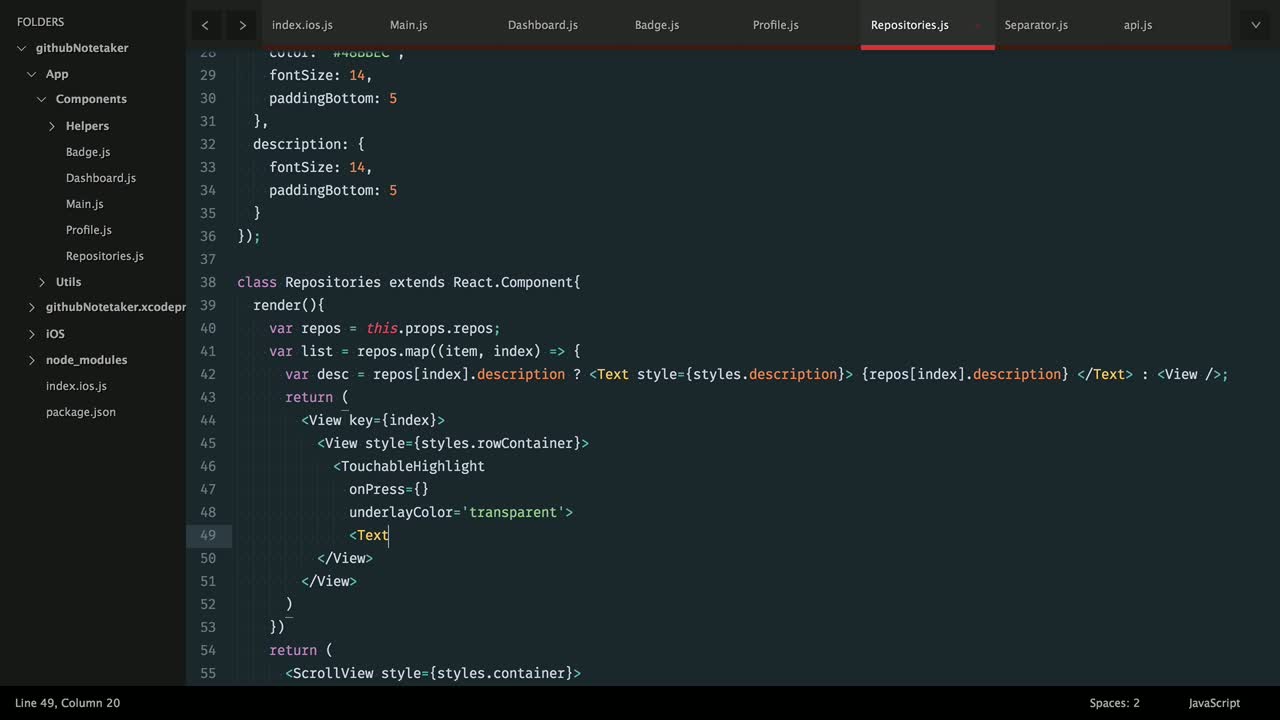 FOLDERS
githubNotetaker
App
Components
Helpers
Badge.js
Dashboard.js
Main.js
Profile.js
Repositories.js
Utils
githubNotetaker.xcodepr
iOS
node_modules
index.ios.js
package.json
index.ios.js Main.js Dashboard.js Badge.js Profile.js Repositories.js Separator.js api.js
28 color: '#48BBEC',
29 fontSize: 14,
30 paddingBottom: 5
31 },
32 description: {
33 fontSize: 14,
34 paddingBottom: 5
35 }
36 });
37
38 class Repositories extends React.Component{
39 render(){
40 var repos = this.props.repos;
41 var list = repos.map((item, index) => {
42 var desc = repos[index].description ? <Text style={styles.description}> {repos[index].description} </Text> : <View />;
43 return (
44 <View key={index}>
45 <View style={styles.rowContainer}>
46 <TouchableHighlight
47 onPress={}
48 underlayColor='transparent'>
49 <Text
50 </View>
51 </View>
52 )
53 })
54 return (
55 <ScrollView style={styles.container}>
Line 49, Column 20 Spaces: 2 JavaScript